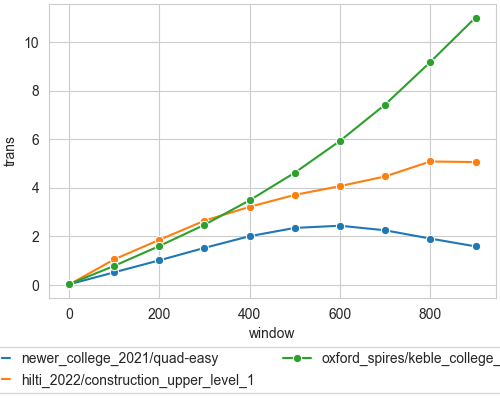 10
8
6
4
2
0
trans
0 200 400 600 800
window
newer_college_2021/quad-easy oxford_spires/keble_college_
hilti_2022/construction_upper_level_1